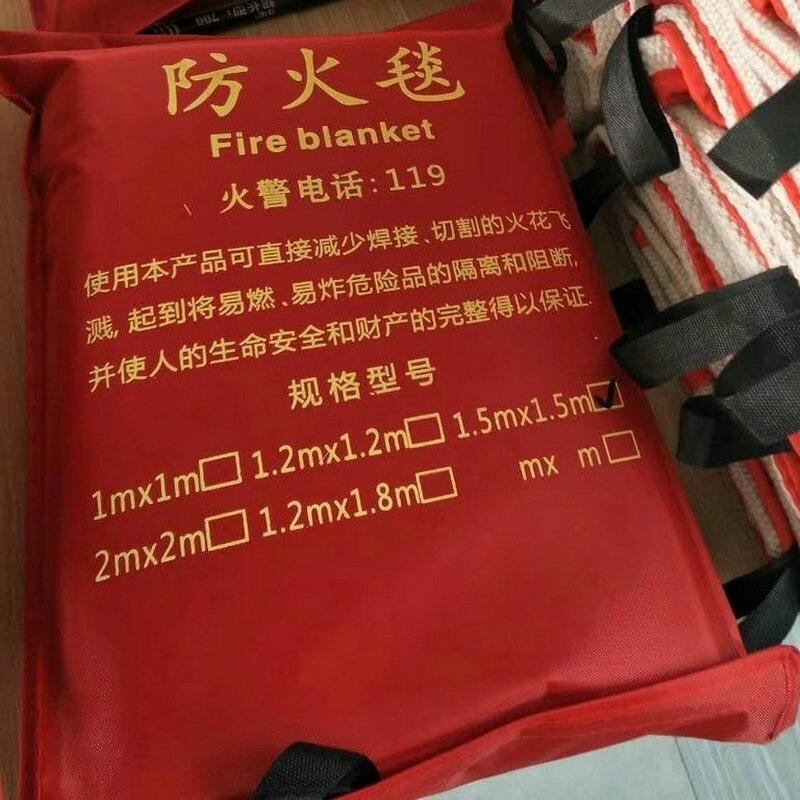 防火毯
Fire blanket
火警电话:119
使用本产品可直接减少焊接、切割的火花飞
溅,起到将易燃、易炸危险品的隔离和阻断,
并使人的生命安全和财产的完整得以保证.
规格型号
1mx1m□ 1.2mx1.2m□ 1.5mx1.5m☑
2mx2m□ 1.2mx1.8m□ mx m□